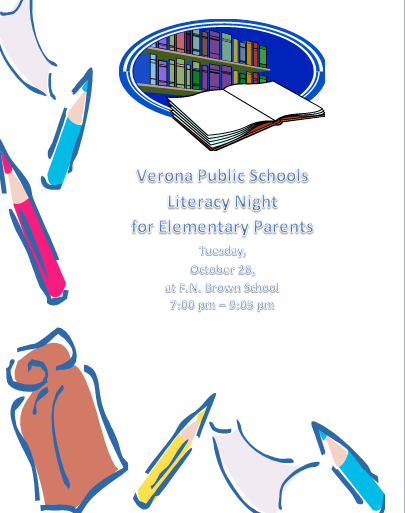 Verona Public Schools
Literacy Night
for Elementary Parents
Tuesday,
October 28,
at F.N. Brown School
7:00 pm – 9:05 pm